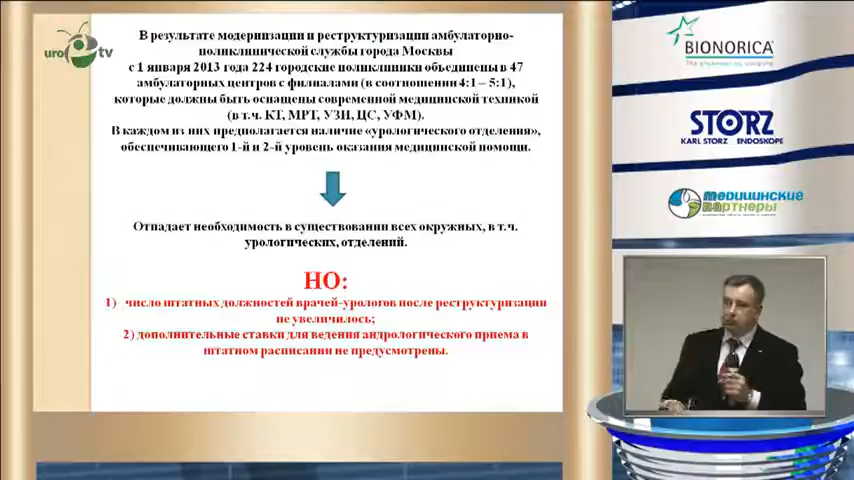 uro tv
В результате модернизации и реструктуризации амбулаторно-
поликлинической службы города Москвы
с 1 января 2013 года 224 городские поликлиники объединены в 47
амбулаторных центров с филиалами (в соотношении 4:1 – 5:1),
которые должны быть оснащены современной медицинской техникой
(в т.ч. КТ, МРТ, УЗИ, ЦС, УФМ).
В каждом из них предполагается наличие «урологического отделения»,
обеспечивающего 1-й и 2-й уровень оказания медицинской помощи.
Отпадает необходимость в существовании всех окружных, в т.ч.
урологических, отделений.
НО:
1) число штатных должностей врачей-урологов после реструктуризации
не увеличилось;
2) дополнительные ставки для ведения андрологического приема в
штатном расписании не предусмотрены.
BIONORICA®
STORZ
KARL STORZ ENDOSKOPE
медицинские
партнеры